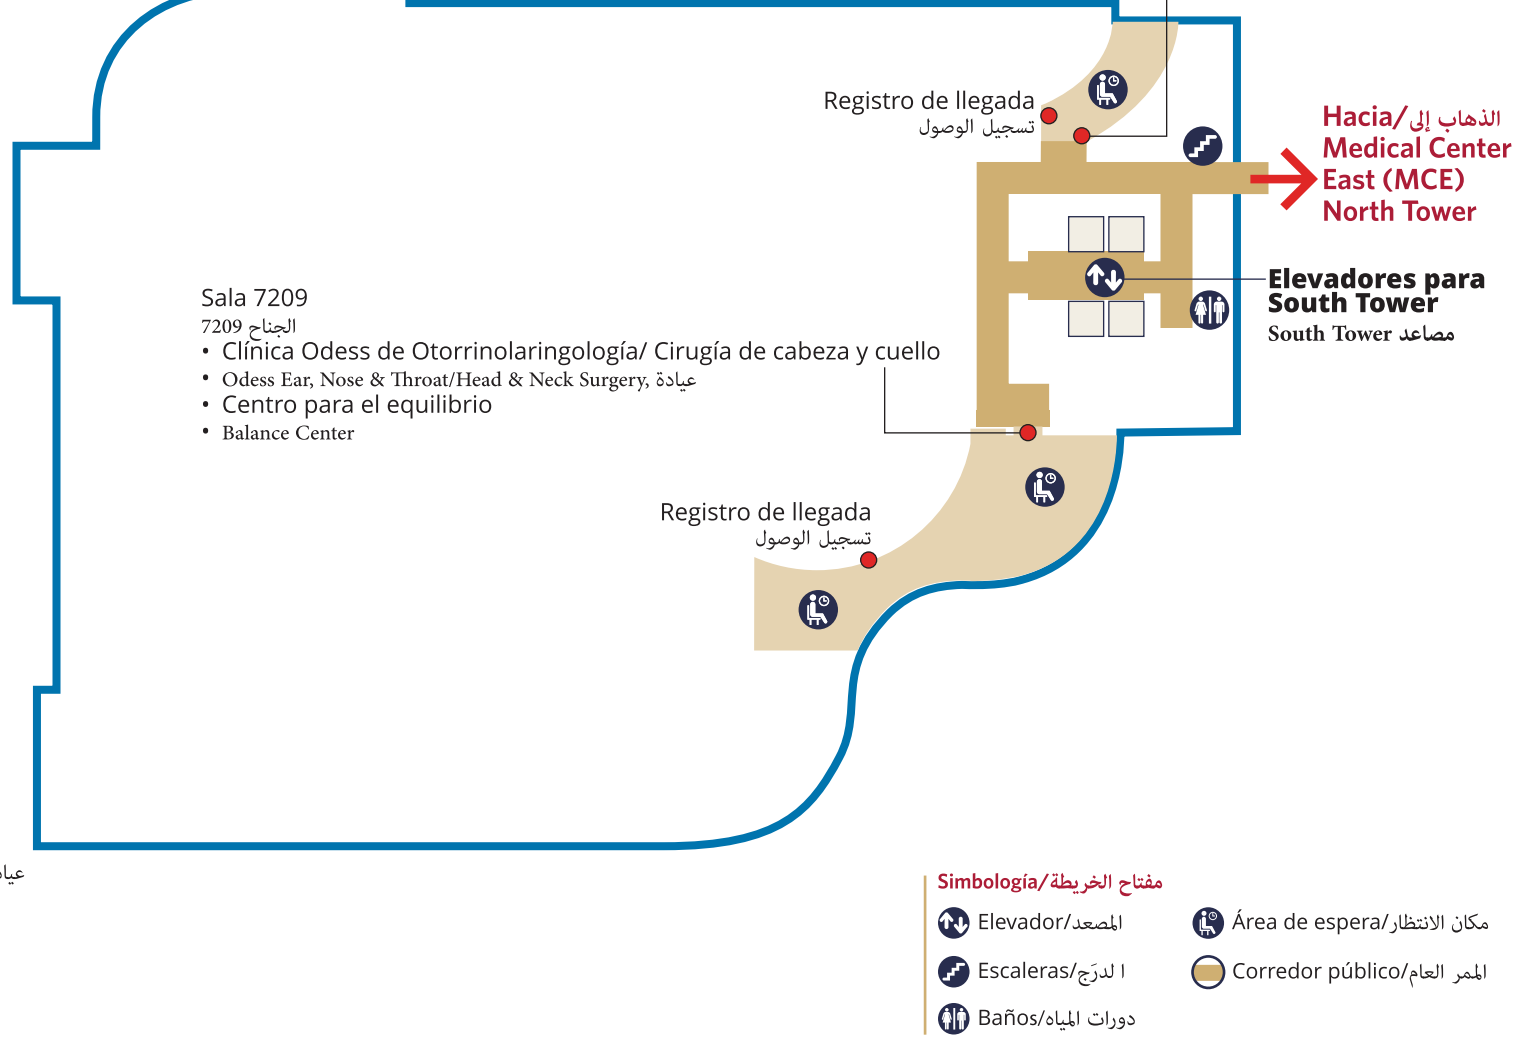 Registro de llegada
تسجيل الوصول
Hacia/الذهاب إلى
Medical Center
East (MCE)
North Tower
Elevadores para
South Tower
مصاعد South Tower
Sala 7209
الجناح 7209
• Clínica Odess de Otorrinolaringología/ Cirugía de cabeza y cuello
• Odess Ear, Nose & Throat/Head & Neck Surgery, عيادة
• Centro para el equilibrio
• Balance Center
Registro de llegada
تسجيل الوصول
Simbología/مفتاح الخريطة
Elevador/المصعد
Escaleras/ا لدرَج
Baños/دورات المياه
Área de espera/مكان الانتظار
Corredor público/الممر العام